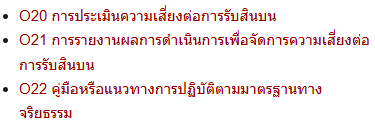 • O20 การประเมินความเสี่ยงต่อการรับสินบน
• O21 การรายงานผลการดำเนินการเพื่อจัดการความเสี่ยงต่อ
การรับสินบน
• O22 คู่มือหรือแนวทางการปฏิบัติตามมาตรฐานทาง
จริยธรรม